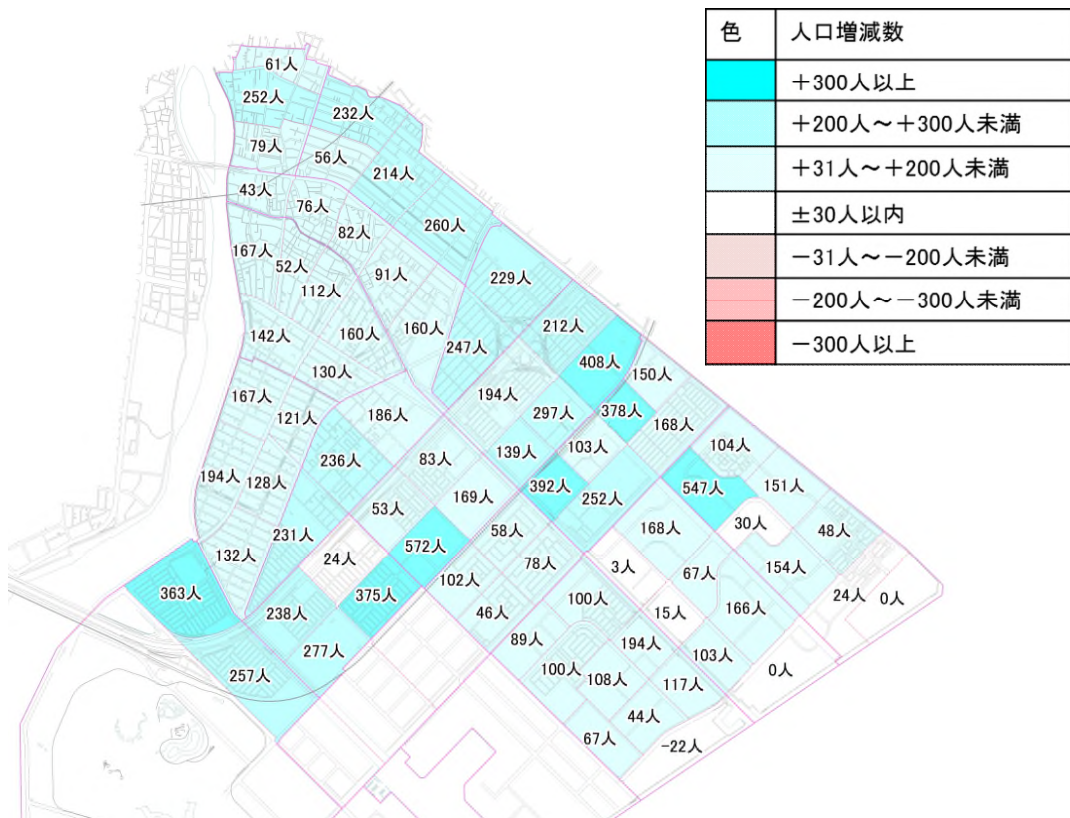 色 人口増減数
+300人以上
+200人~+300人未満
+31人~+200人未満
±30人以内
-31人~-200人未満
-200人~-300人未満
-300人以上
61人
252人
232人
79人
56人
214人
43人
76人
82人
260人
167人
52人
91人
229人
112人
142人
160人
160人
212人
247人
408人
130人
150人
167人
194人
121人
186人
297人
378人
168人
139人
103人
104人
236人
83人
194人
128人
169人
392人
252人
547人
151人
53人
58人
30人
48人
231人
572人
168人
132人
24人
78人
3人
154人
363人
102人
67人
375人
100人
24人
0人
238人
46人
15人
166人
277人
89人
194人
103人
257人
100人
108人
117人
0人
44人
67人
-22人